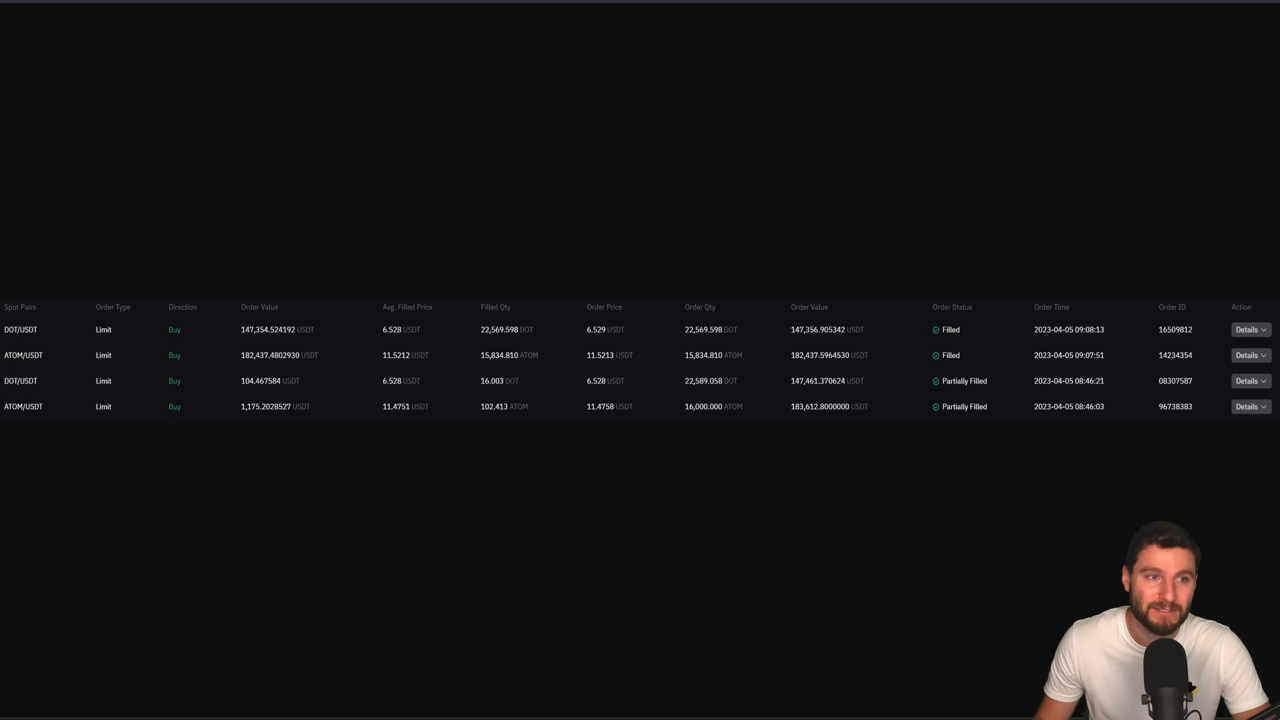 Spot Pairs Order Type Direction Order Value Avg. Filled Price Filled Qty Order Price Order Qty Order Value Order Status Order Time Order ID Action
DOT/USDT Limit Buy 147,354.524192 USDT 6.528 USDT 22,569.598 DOT 6.529 USDT 22,569.598 DOT 147,356.905342 USDT Filled 2023-04-05 09:08:13 16509812 Details
ATOM/USDT Limit Buy 182,437.4802930 USDT 11.5212 USDT 15,834.810 ATOM 11.5213 USDT 15,834.810 ATOM 182,437.5964530 USDT Filled 2023-04-05 09:07:51 14234354 Details
DOT/USDT Limit Buy 104.467584 USDT 6.528 USDT 16.003 DOT 6.528 USDT 22,589.058 DOT 147,461.370624 USDT Partially Filled 2023-04-05 08:46:21 08307587 Details
ATOM/USDT Limit Buy 1,175.2028527 USDT 11.4751 USDT 102.413 ATOM 11.4758 USDT 16,000.000 ATOM 183,612.8000000 USDT Partially Filled 2023-04-05 08:46:03 96738383 Details